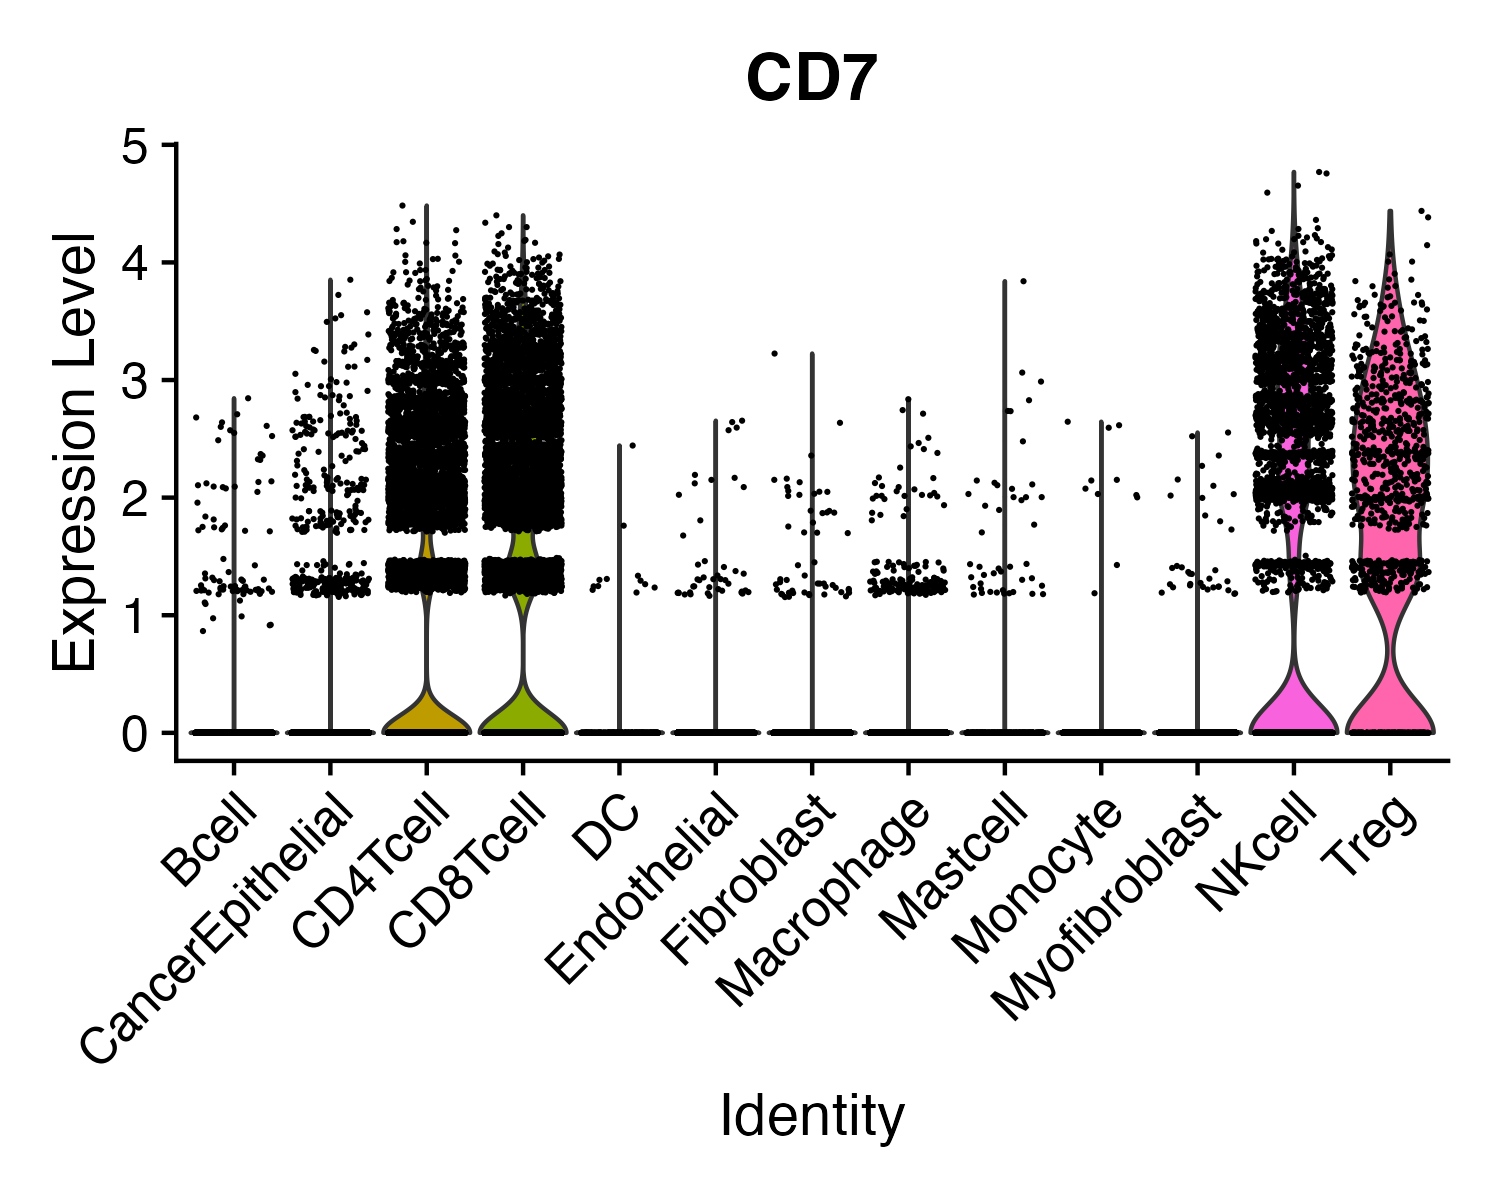 CD7
Expression Level
5
4
3
2
1
0
Bcell
CancerEpithelial
CD4Tcell
CD8Tcell
DC
Endothelial
Fibroblast
Macrophage
Mastcell
Monocyte
Myofibroblast
NKcell
Treg
Identity